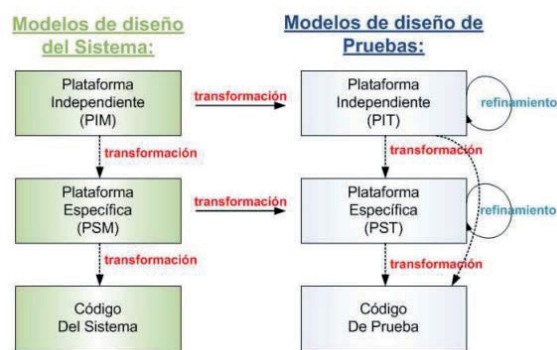 Modelos de diseño
del Sistema:
Modelos de diseño de
Pruebas:
Plataforma
Independiente
(PIM)
transformación
Plataforma
Independiente
(PIT)
refinamiento
transformación
transformación
Plataforma
Específica
(PSM)
transformación
Plataforma
Específica
(PST)
refinamiento
transformación
transformación
Código
Del Sistema
Código
De Prueba